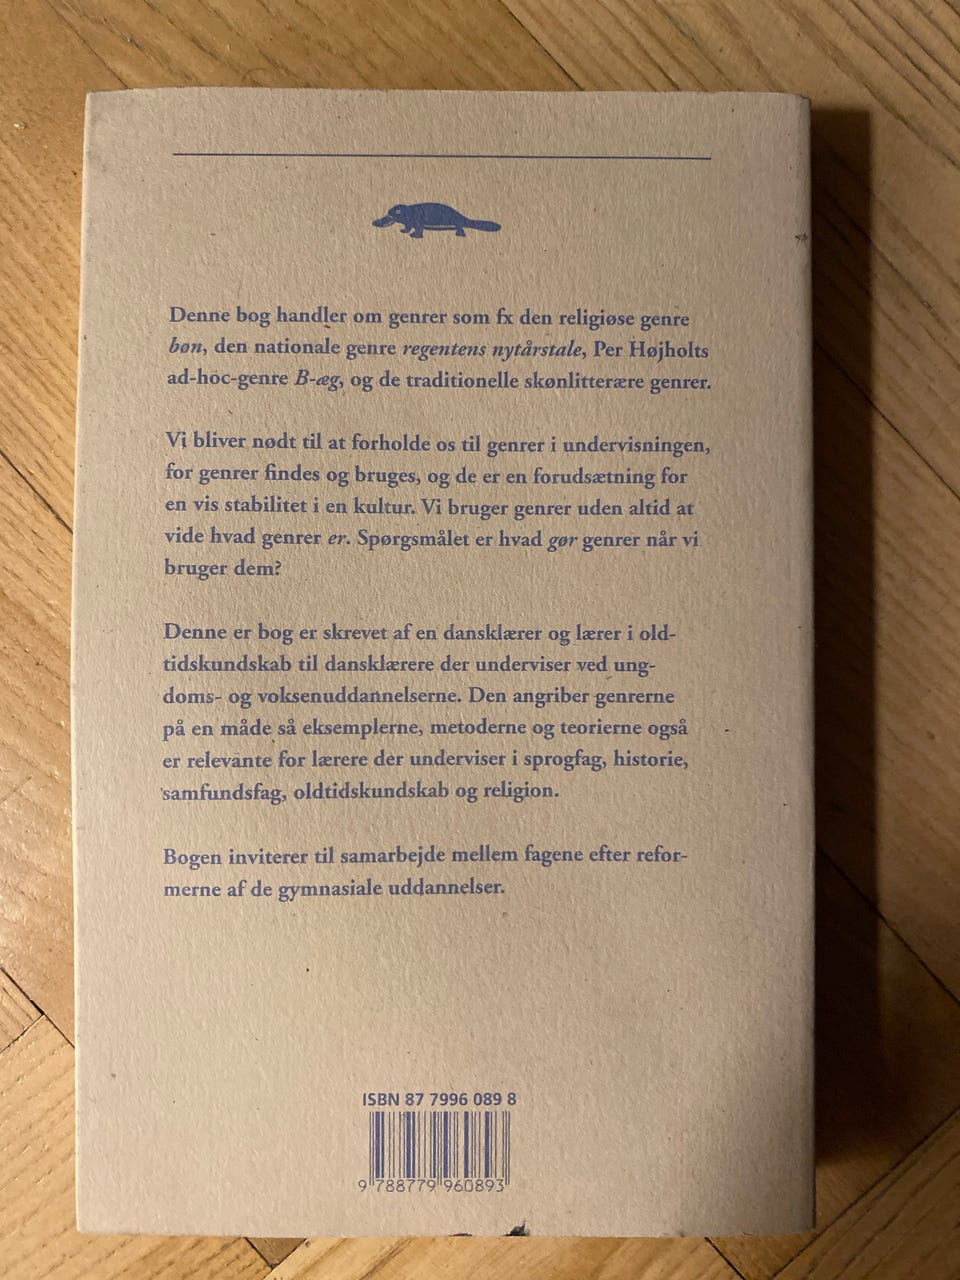 Denne bog handler om genrer som fx den religiøse genre
bøn, den nationale genre regentens nytårstale, Per Højholts
ad-hoc-genre B-æg, og de traditionelle skønlitterære genrer.
Vi bliver nødt til at forholde os til genrer i undervisningen,
for genrer findes og bruges, og de er en forudsætning for
en vis stabilitet i en kultur. Vi bruger genrer uden altid at
vide hvad genrer er. Spørgsmålet er hvad gør genrer når vi
bruger dem?
Denne er bog er skrevet af en dansklærer og lærer i old-
tidskundskab til dansklærere der underviser ved ung-
doms- og voksenuddannelserne. Den angriber genrerne
på en måde så eksemplerne, metoderne og teorierne også
er relevante for lærere der underviser i sprogfag, historie,
samfundsfag, oldtidskundskab og religion.
Bogen inviterer til samarbejde mellem fagene efter refor-
merne af de gymnasiale uddannelser.
ISBN 87 7996 089 8
9 788779 960893